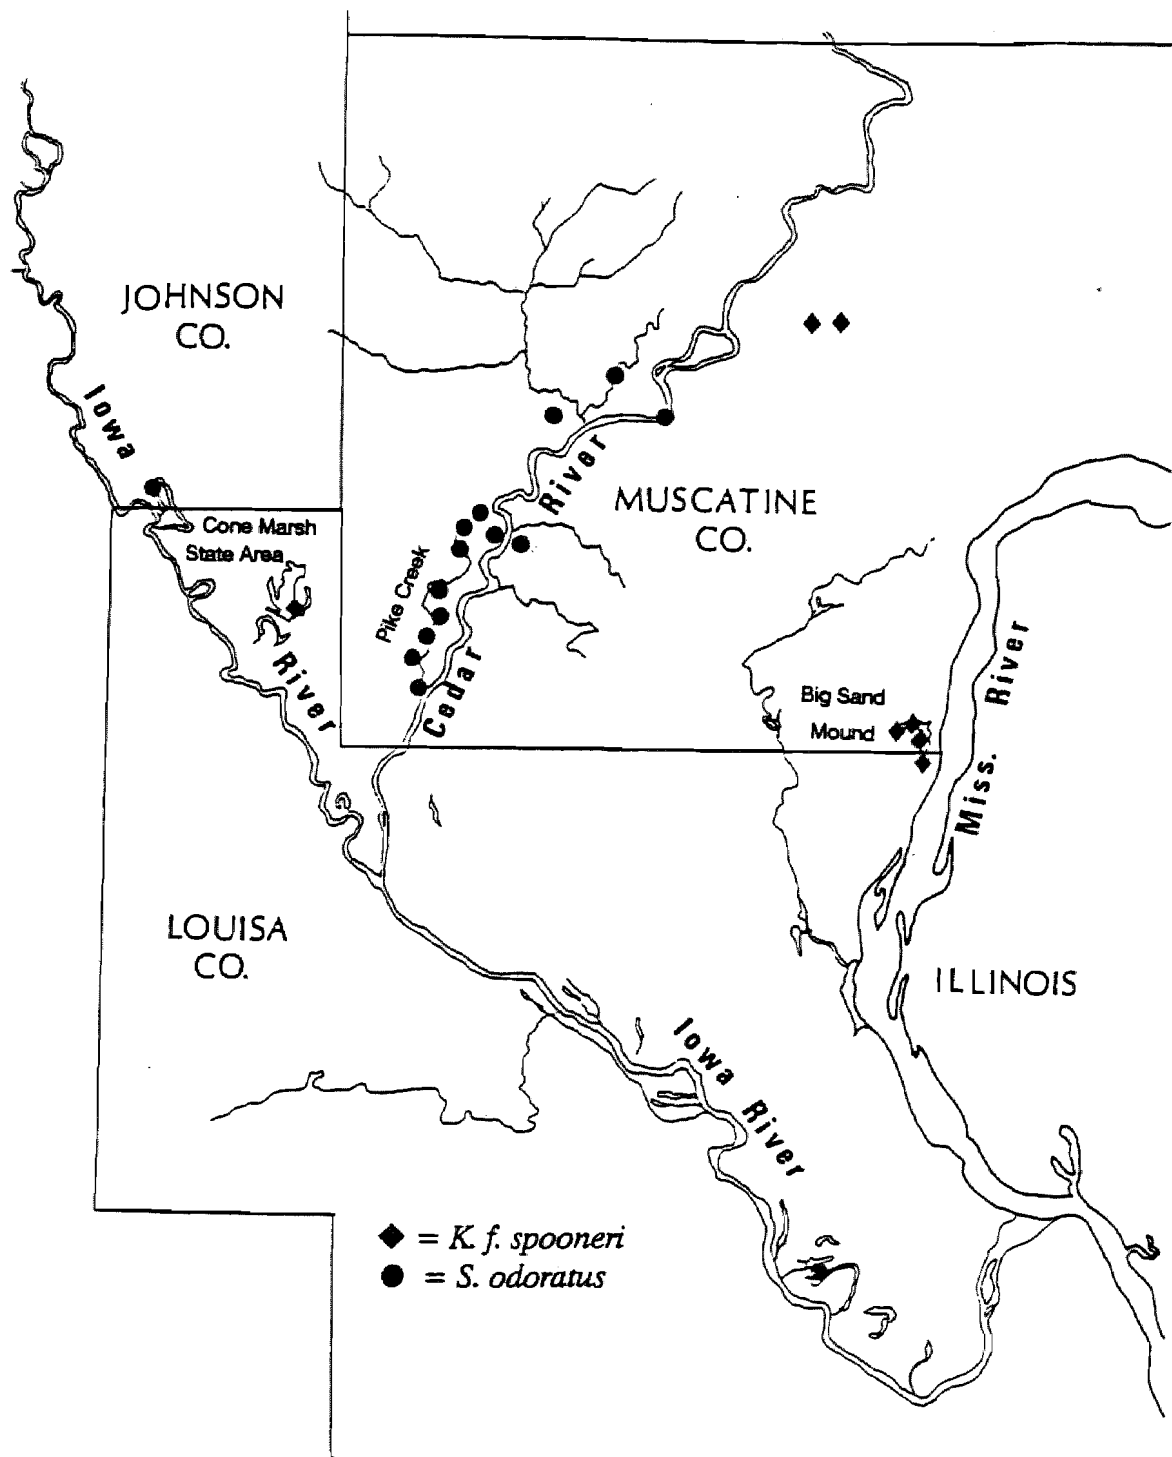 JOHNSON
CO.
Iowa
River
MUSCATINE
CO.
Cone Marsh
State Area
Pike Creek
River
Cedar
Big Sand
Mound
River
Miss.
LOUISA
CO.
ILLINOIS
Iowa
River
◆ = K. f. spooneri
● = S. odoratus